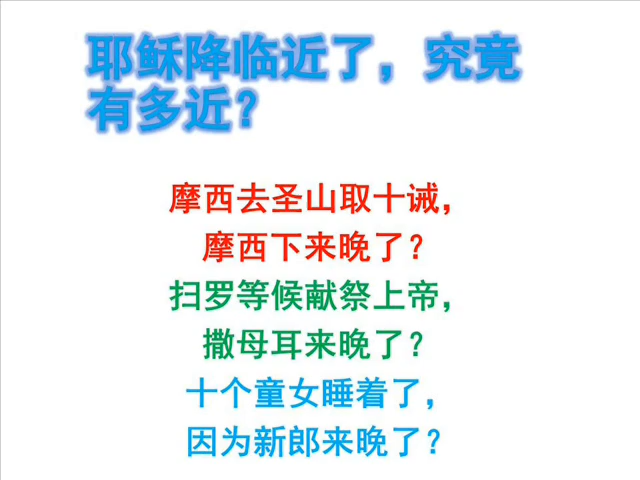 耶稣降临近了，究竟
有多近？
摩西去圣山取十诫，
摩西下来晚了？
扫罗等候献祭上帝，
撒母耳来晚了？
十个童女睡着了，
因为新郎来晚了？